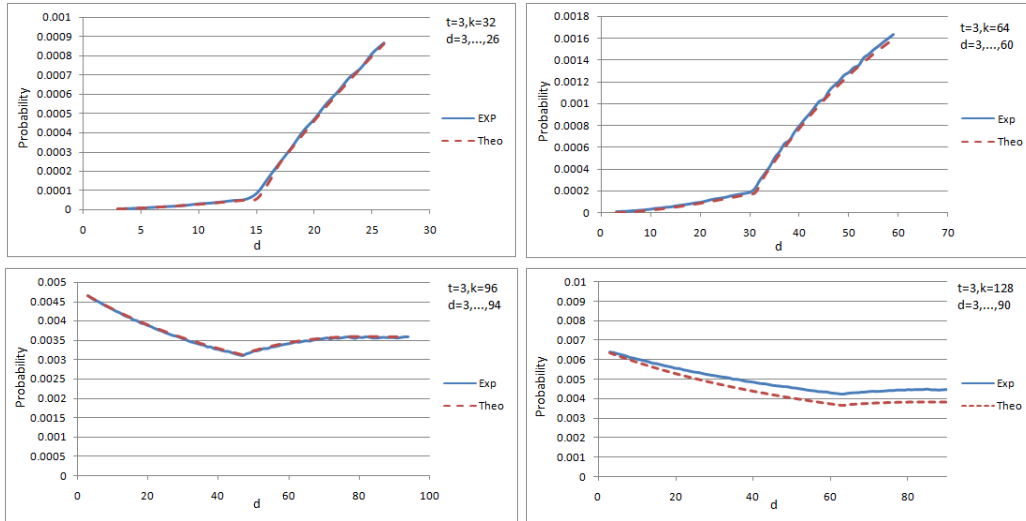 0.001
0.0009
0.0008
0.0007
0.0006
0.0005
0.0004
0.0003
0.0002
0.0001
0
Probability
0 5 10 15 20 25 30
d
t=3,k=32
d=3,...,26
EXP
Theo
0.0018
0.0016
0.0014
0.0012
0.001
0.0008
0.0006
0.0004
0.0002
0
Probability
0 10 20 30 40 50 60 70
d
t=3,k=64
d=3,...,60
Exp
Theo
0.005
0.0045
0.004
0.0035
0.003
0.0025
0.002
0.0015
0.001
0.0005
0
Probability
0 20 40 60 80 100
d
t=3,k=96
d=3,...,94
Exp
Theo
0.01
0.009
0.008
0.007
0.006
0.005
0.004
0.003
0.002
0.001
0
Probability
0 20 40 60 80
d
t=3,k=128
d=3,...,90
Exp
Theo